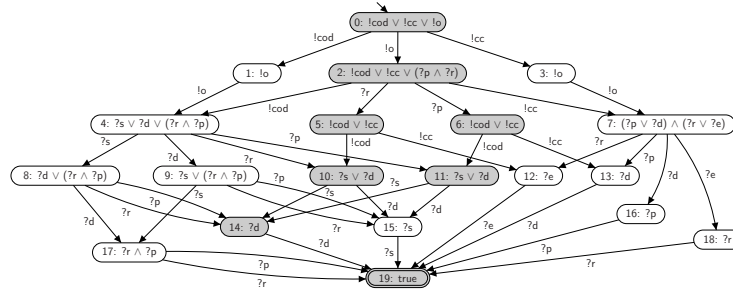 0: !cod ∨ !cc ∨ !o
!cod
!o
!cc
1: !o
2: !cod ∨ !cc ∨ (?p ∧ ?r)
3: !o
!o
!cod
?r
?p
!cc
!o
4: ?s ∨ ?d ∨ (?r ∧ ?p)
5: !cod ∨ !cc
6: !cod ∨ !cc
7: (?p ∨ ?d) ∧ (?r ∨ ?e)
?s
?d
?r
?p
!cod
!cc
!cod
!cc
?r
?p
?d
?e
8: ?d ∨ (?r ∧ ?p)
9: ?s ∨ (?r ∧ ?p)
10: ?s ∨ ?d
11: ?s ∨ ?d
12: ?e
13: ?d
?d
?r
?p
?s
?r
?p
?s
?d
?s
?d
16: ?p
14: ?d
15: ?s
18: ?r
17: ?r ∧ ?p
?p
?r
?d
?s
?e
?d
?p
?r
19: true